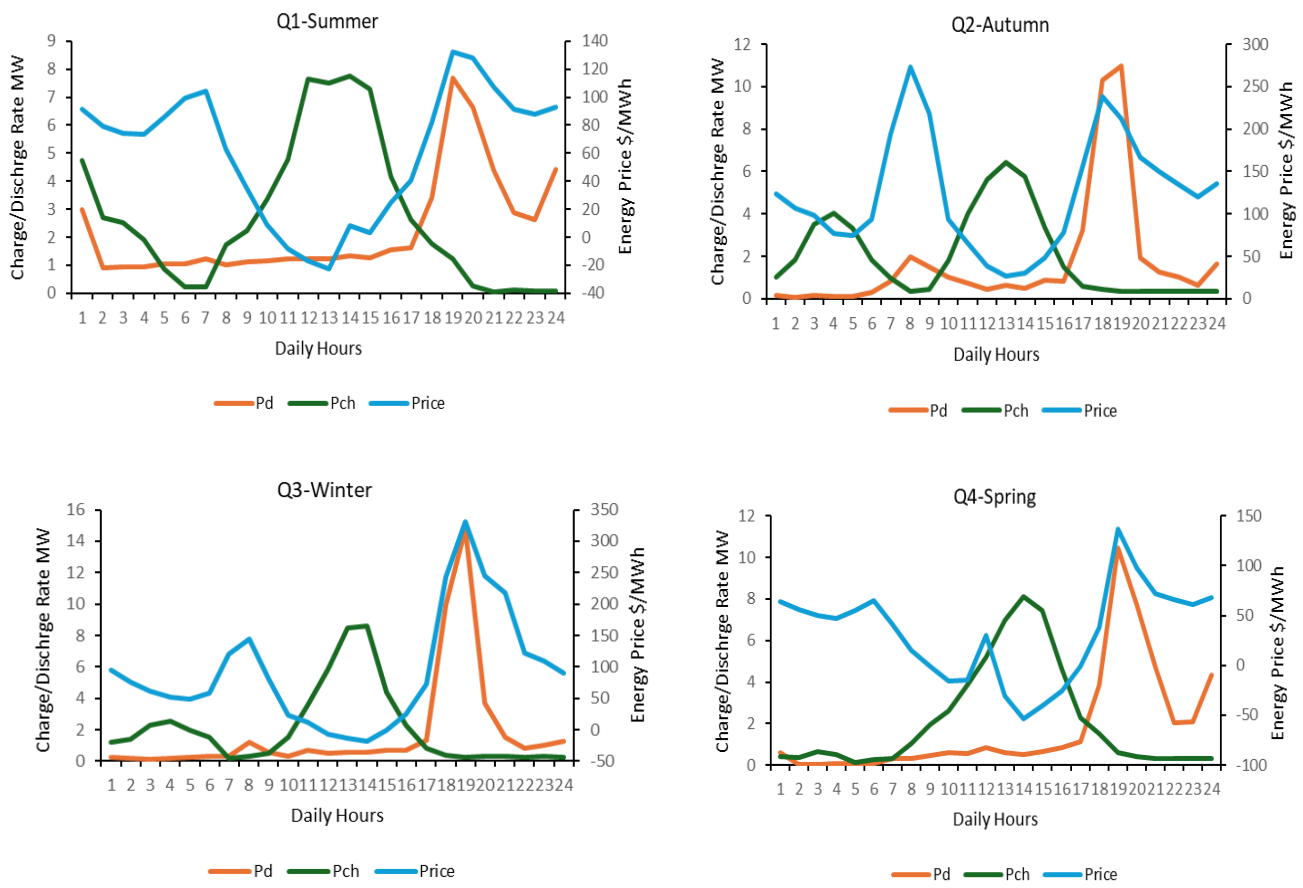 Q1-Summer
Charge/Dischrge Rate MW
9
8
7
6
5
4
3
2
1
0
140
120
100
80
60
40
20
0
-20
-40
Energy Price $/MWh
1 2 3 4 5 6 7 8 9 10 11 12 13 14 15 16 17 18 19 20 21 22 23 24
Daily Hours
Pd Pch Price
Q2-Autumn
Charge/Dischrge Rate MW
12
10
8
6
4
2
0
300
250
200
150
100
50
0
Energy Price $/MWh
1 2 3 4 5 6 7 8 9 10 11 12 13 14 15 16 17 18 19 20 21 22 23 24
Daily Hours
Pd Pch Price
Q3-Winter
Charge/Dischrge Rate MW
16
14
12
10
8
6
4
2
0
350
300
250
200
150
100
50
0
-50
Energy Price $/MWh
1 2 3 4 5 6 7 8 9 10 11 12 13 14 15 16 17 18 19 20 21 22 23 24
Daily Hours
Pd Pch Price
Q4-Spring
Charge/Dischrge Rate MW
12
10
8
6
4
2
0
150
100
50
0
-50
-100
Energy Price $/MWh
1 2 3 4 5 6 7 8 9 10 11 12 13 14 15 16 17 18 19 20 21 22 23 24
Daily Hours
Pd Pch Price